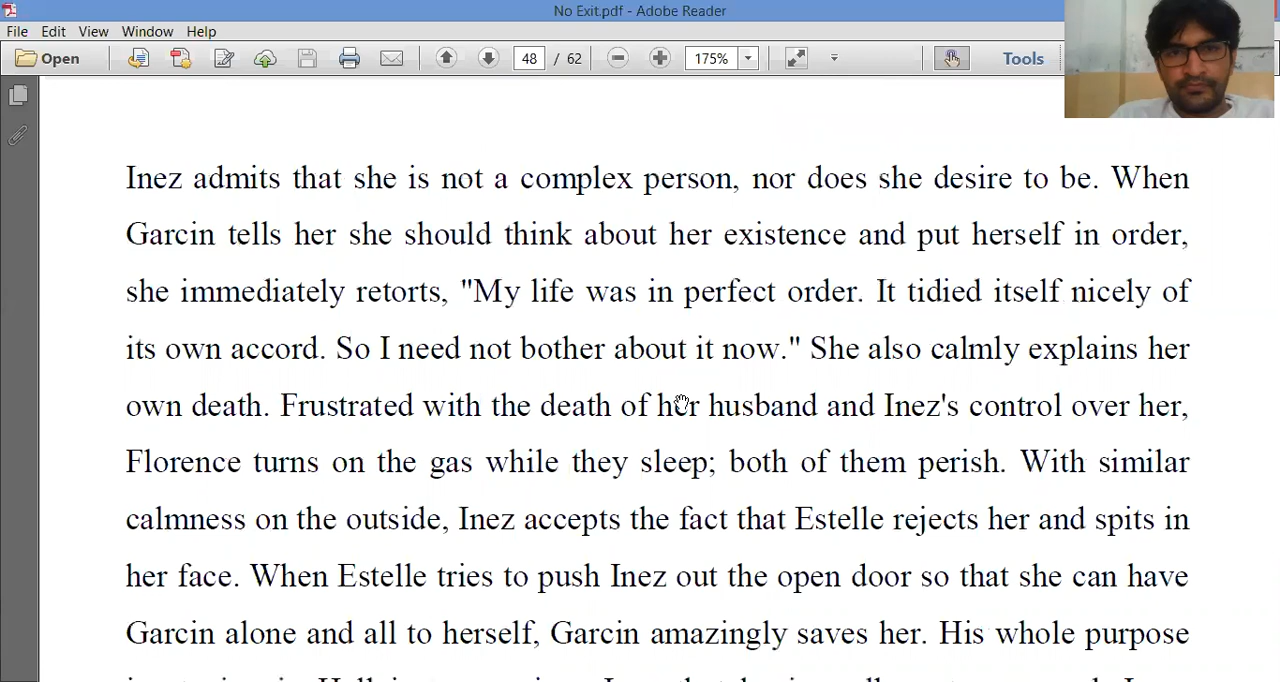 No Exit.pdf - Adobe Reader
File Edit View Window Help
Open 48 / 62 175% Tools
Inez admits that she is not a complex person, nor does she desire to be. When
Garcin tells her she should think about her existence and put herself in order,
she immediately retorts, "My life was in perfect order. It tidied itself nicely of
its own accord. So I need not bother about it now." She also calmly explains her
own death. Frustrated with the death of her husband and Inez's control over her,
Florence turns on the gas while they sleep; both of them perish. With similar
calmness on the outside, Inez accepts the fact that Estelle rejects her and spits in
her face. When Estelle tries to push Inez out the open door so that she can have
Garcin alone and all to herself, Garcin amazingly saves her. His whole purpose